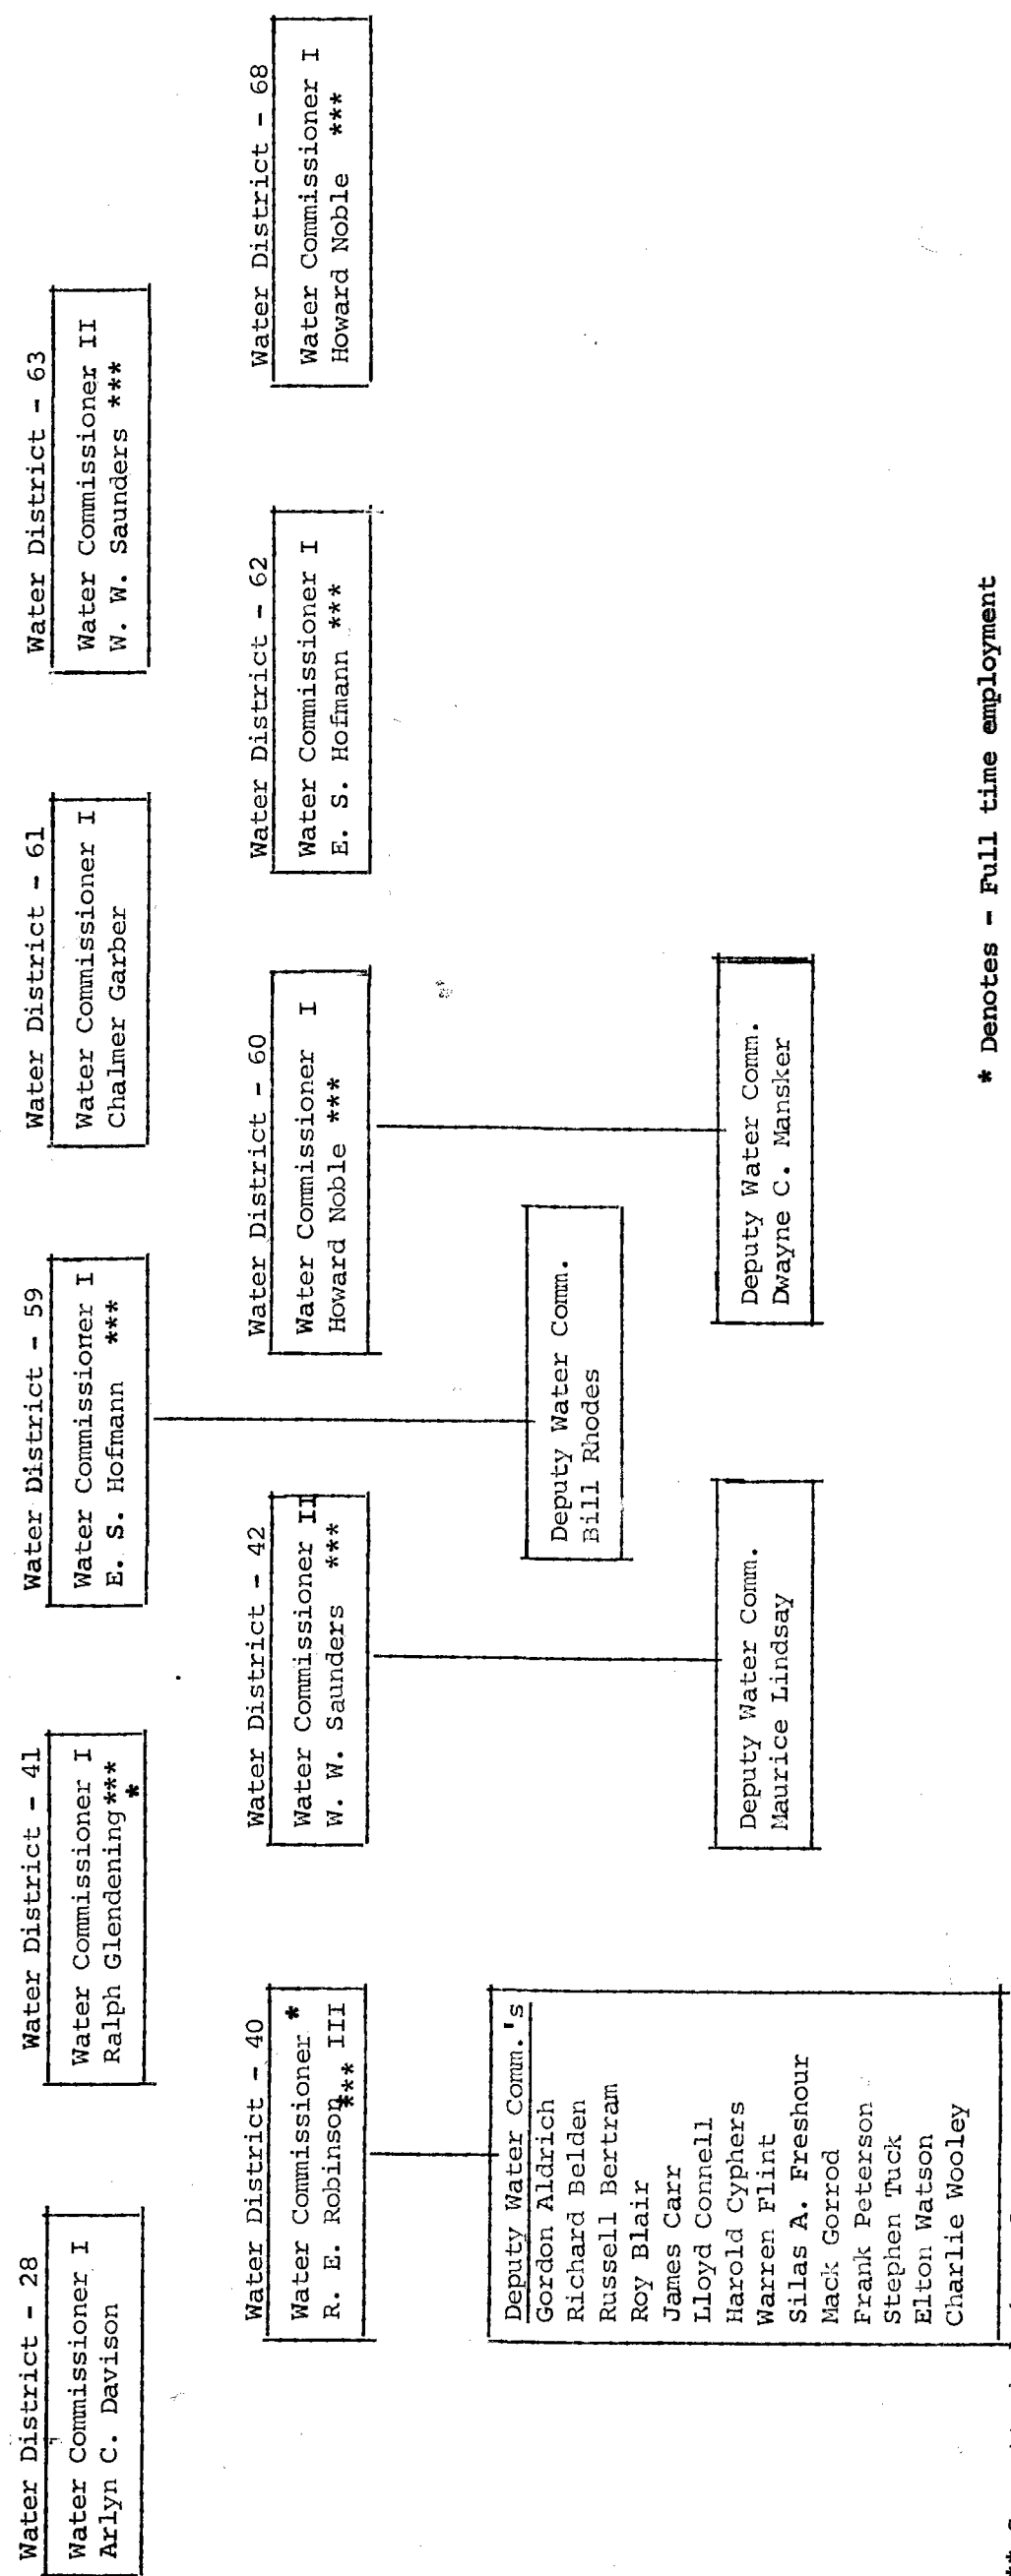 Water District - 28
Water Commissioner I
Arlyn C. Davison
Water District - 41
Water Commissioner I
Ralph Glendening***
*
Water District - 59
Water Commissioner I
E. S. Hofmann ***
Water District - 61
Water Commissioner I
Chalmer Garber
Water District - 63
Water Commissioner II
W. W. Saunders ***
Water District - 40
Water Commissioner *
R. E. Robinson III
***
Water District - 42
Water Commissioner II
W. W. Saunders ***
Water District - 60
Water Commissioner I
Howard Noble ***
Water District - 62
Water Commissioner I
E. S. Hofmann ***
Water District - 68
Water Commissioner I
Howard Noble ***
Deputy Water Comm.'s
Gordon Aldrich
Richard Belden
Russell Bertram
Roy Blair
James Carr
Lloyd Connell
Harold Cyphers
Warren Flint
Silas A. Freshour
Mack Gorrod
Frank Peterson
Stephen Tuck
Elton Watson
Charlie Wooley
Deputy Water Comm.
Bill Rhodes
Deputy Water Comm.
Maurice Lindsay
Deputy Water Comm.
Dwayne C. Mansker
* Denotes - Full time employment
**